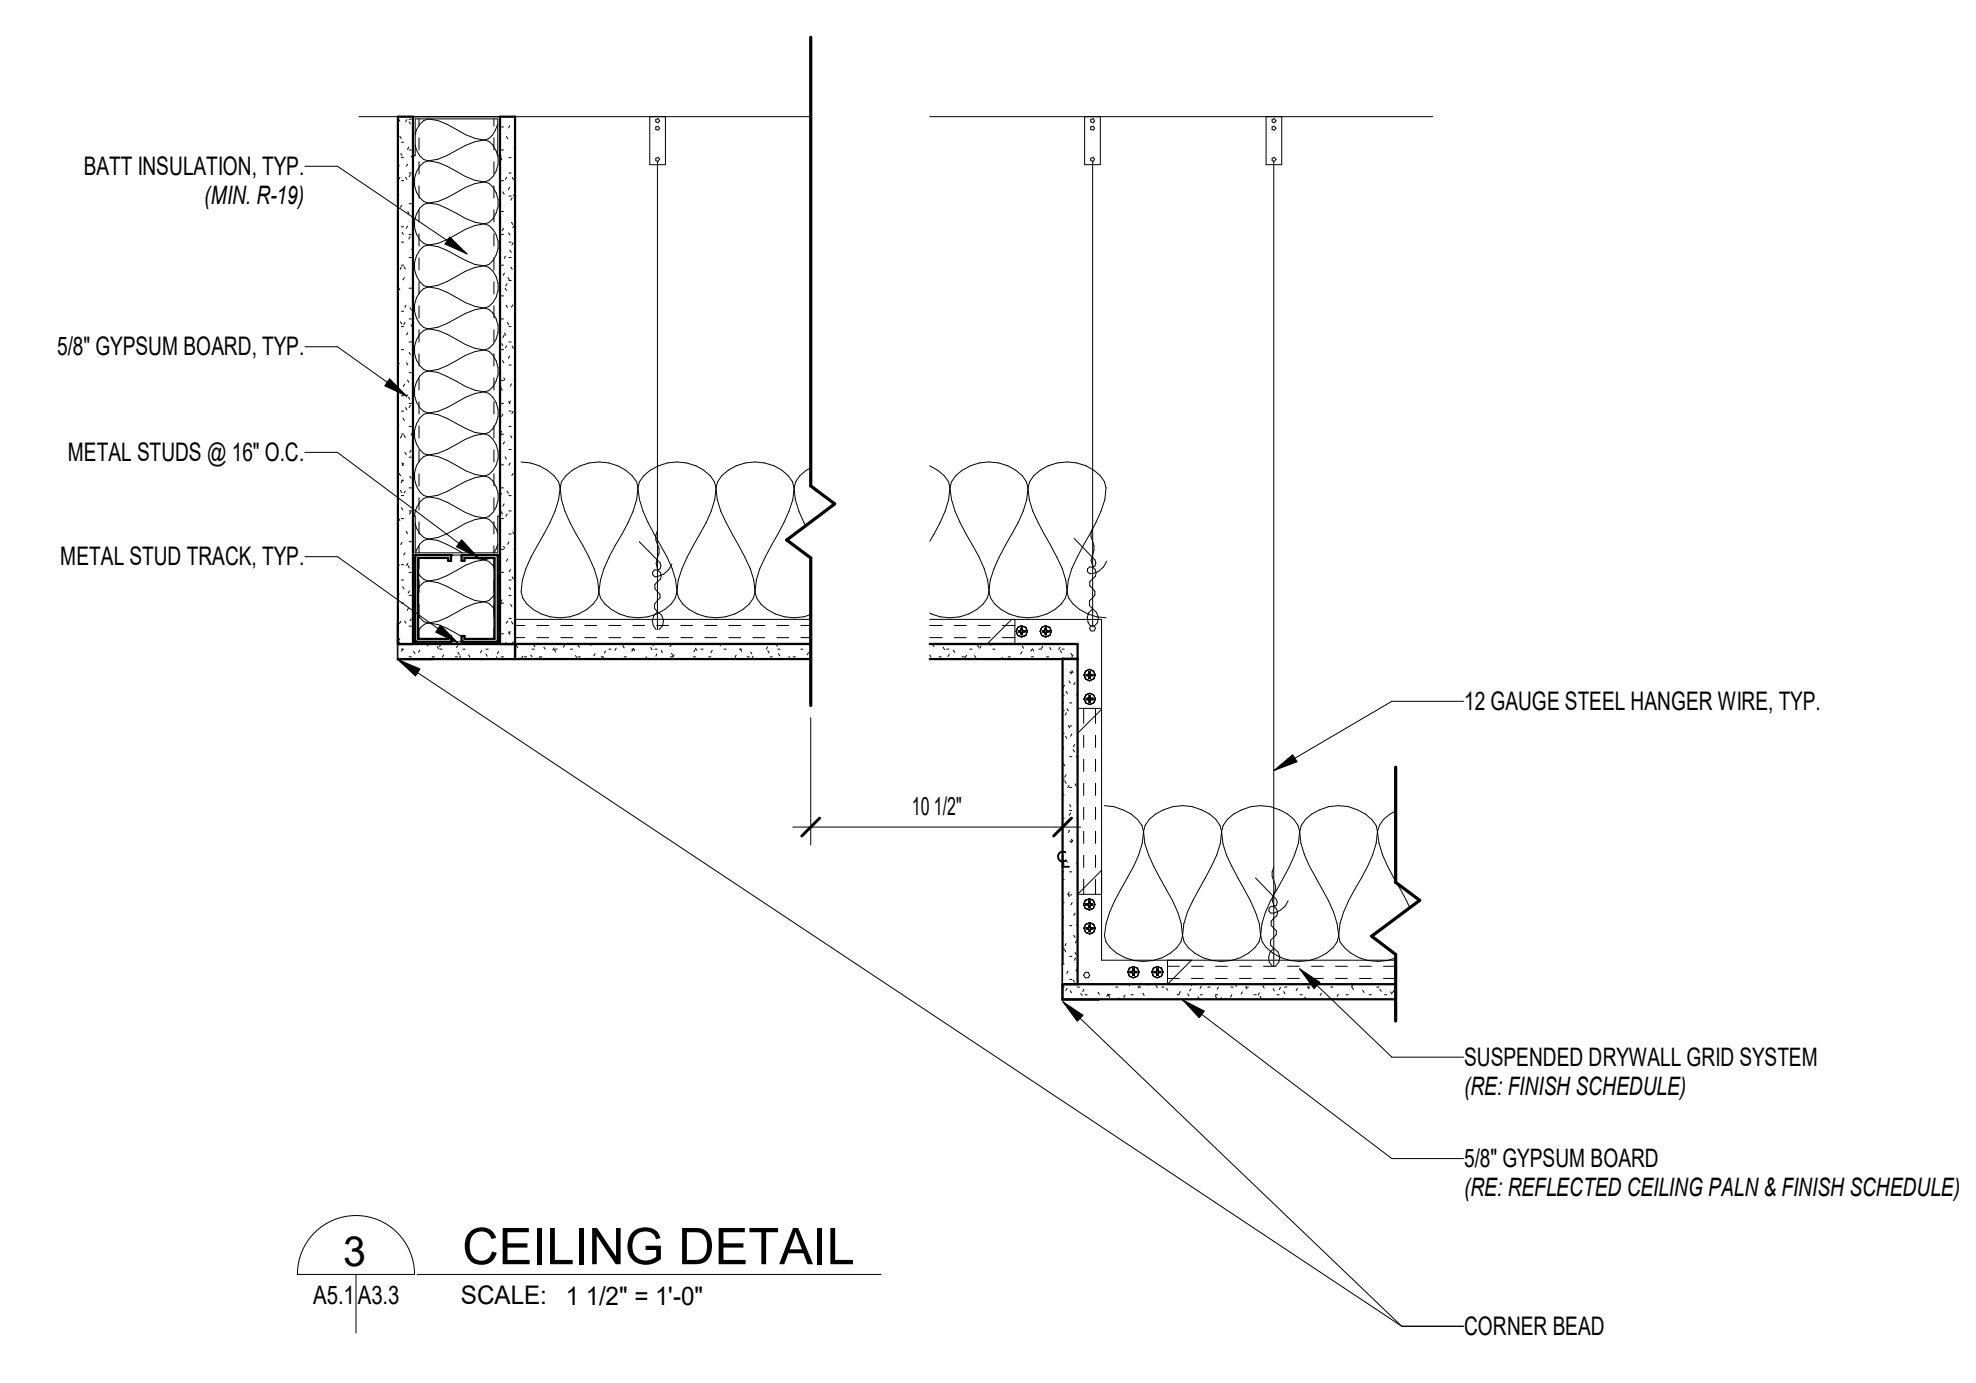 BATT INSULATION, TYP.
(MIN. R-19)
5/8" GYPSUM BOARD, TYP.
METAL STUDS @ 16" O.C.
METAL STUD TRACK, TYP.
12 GAUGE STEEL HANGER WIRE, TYP.
10 1/2"
SUSPENDED DRYWALL GRID SYSTEM
(RE: FINISH SCHEDULE)
5/8" GYPSUM BOARD
(RE: REFLECTED CEILING PALN & FINISH SCHEDULE)
CORNER BEAD
3
CEILING DETAIL
A5.1 A3.3
SCALE: 1 1/2" = 1'-0"